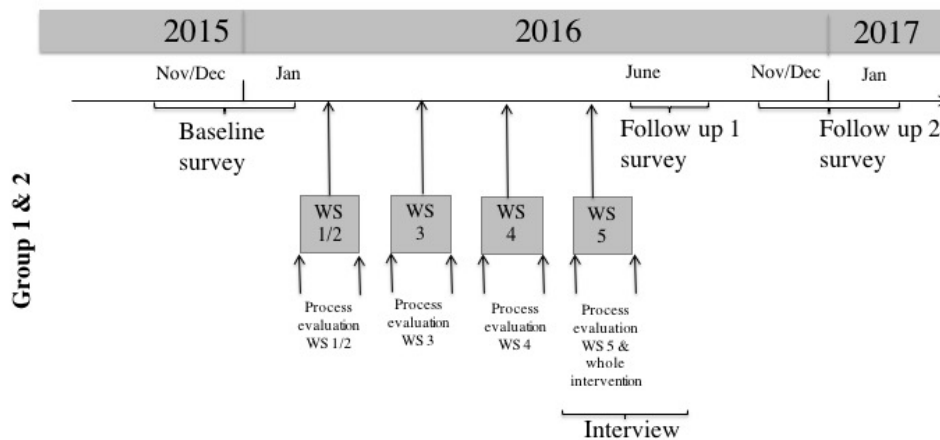 2015
2016
2017
Nov/Dec
Jan
June
Nov/Dec
Jan
Baseline
survey
Follow up 1
survey
Follow up 2
survey
Group 1 & 2
WS
1/2
WS
3
WS
4
WS
5
Process
evaluation
WS 1/2
Process
evaluation
WS 3
Process
evaluation
WS 4
Process
evaluation
WS 5 &
whole
intervention
Interview